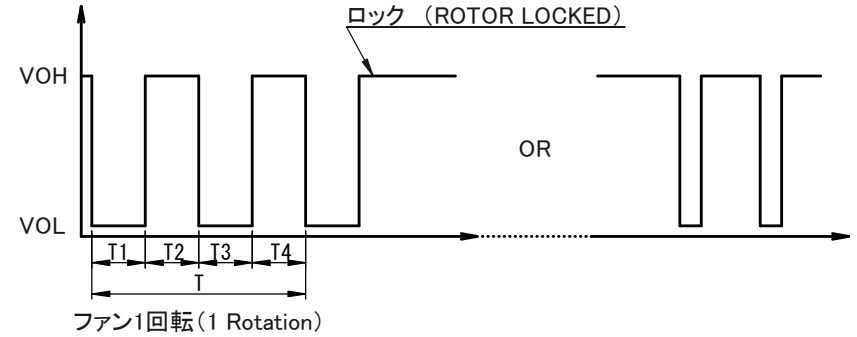 ロック （ROTOR LOCKED）
VOH
OR
VOL
T1 T2 T3 T4
T
ファン1回転（1 Rotation）